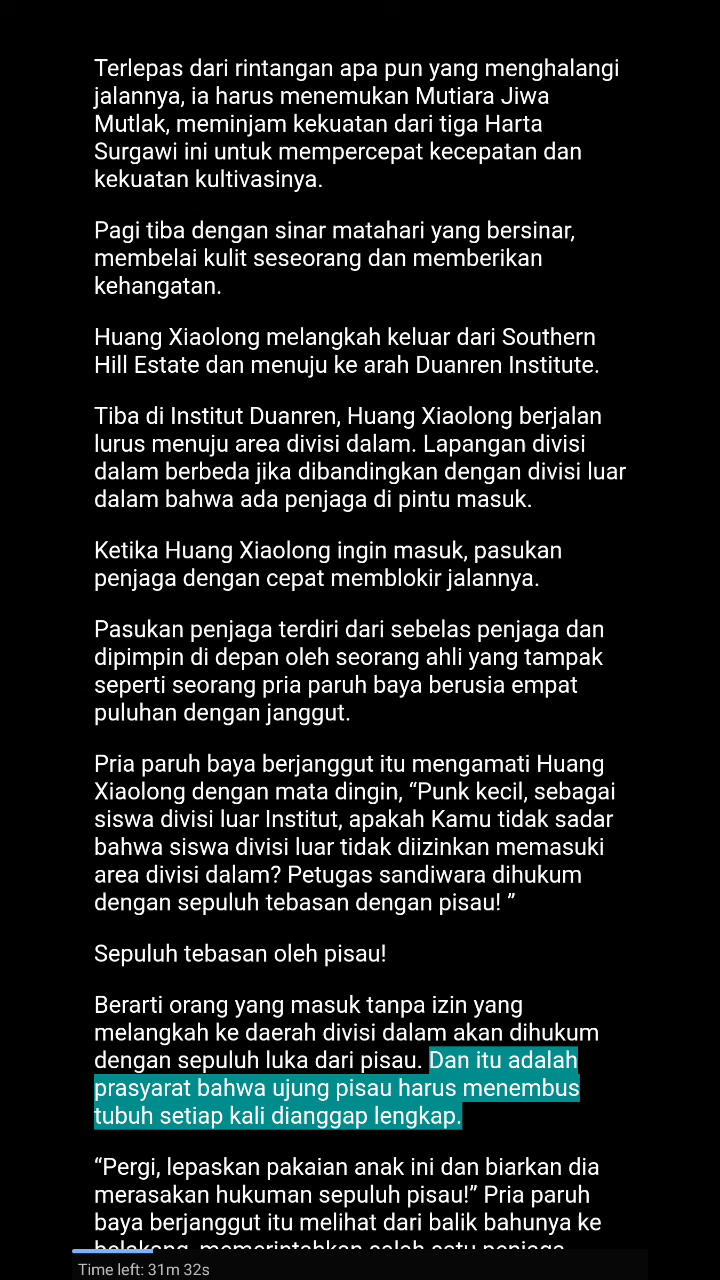 Terlepas dari rintangan apa pun yang menghalangi
jalannya, ia harus menemukan Mutiara Jiwa
Mutlak, meminjam kekuatan dari tiga Harta
Surgawi ini untuk mempercepat kecepatan dan
kekuatan kultivasinya.
Pagi tiba dengan sinar matahari yang bersinar,
membelai kulit seseorang dan memberikan
kehangatan.
Huang Xiaolong melangkah keluar dari Southern
Hill Estate dan menuju ke arah Duanren Institute.
Tiba di Institut Duanren, Huang Xiaolong berjalan
lurus menuju area divisi dalam. Lapangan divisi
dalam berbeda jika dibandingkan dengan divisi luar
dalam bahwa ada penjaga di pintu masuk.
Ketika Huang Xiaolong ingin masuk, pasukan
penjaga dengan cepat memblokir jalannya.
Pasukan penjaga terdiri dari sebelas penjaga dan
dipimpin di depan oleh seorang ahli yang tampak
seperti seorang pria paruh baya berusia empat
puluhan dengan janggut.
Pria paruh baya berjanggut itu mengamati Huang
Xiaolong dengan mata dingin, “Punk kecil, sebagai
siswa divisi luar Institut, apakah Kamu tidak sadar
bahwa siswa divisi luar tidak diizinkan memasuki
area divisi dalam? Petugas sandiwara dihukum
dengan sepuluh tebasan dengan pisau! ”
Sepuluh tebasan oleh pisau!
Berarti orang yang masuk tanpa izin yang
melangkah ke daerah divisi dalam akan dihukum
dengan sepuluh luka dari pisau. Dan itu adalah
prasyarat bahwa ujung pisau harus menembus
tubuh setiap kali dianggap lengkap.
“Pergi, lepaskan pakaian anak ini dan biarkan dia
merasakan hukuman sepuluh pisau!” Pria paruh
baya berjanggut itu melihat dari balik bahunya ke
belakang, memerintahkan salah satu penjaga
Time left: 31m 32s